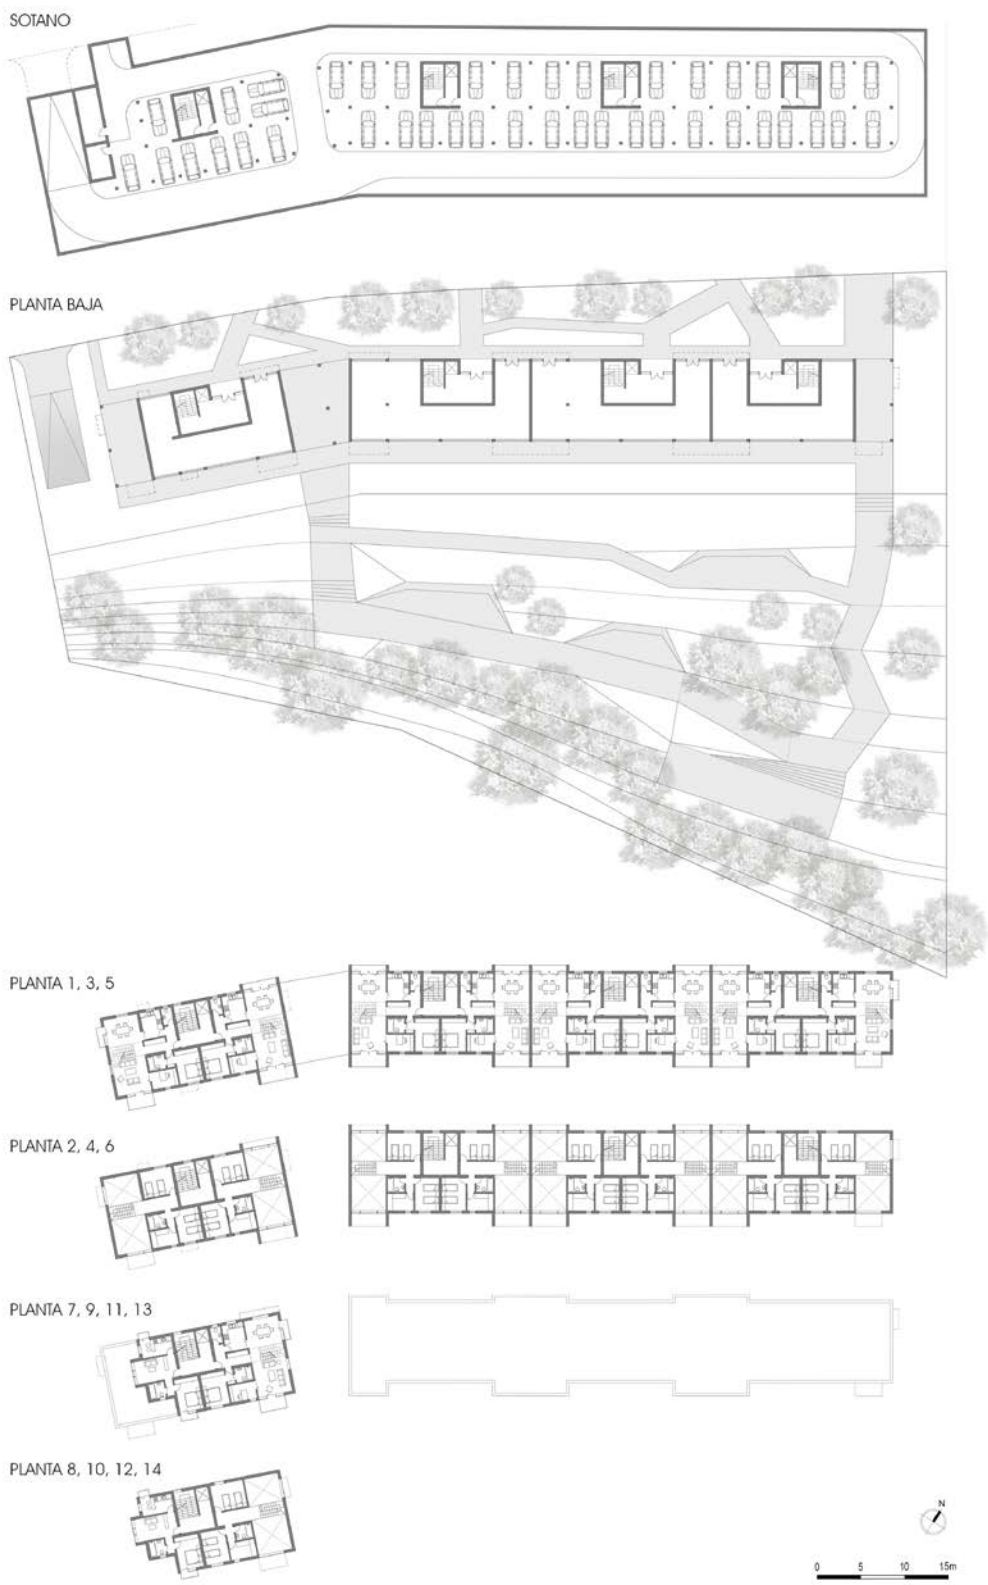 SOTANO
PLANTA BAJA
PLANTA 1, 3, 5
PLANTA 2, 4, 6
PLANTA 7, 9, 11, 13
PLANTA 8, 10, 12, 14
N
0 5 10 15m